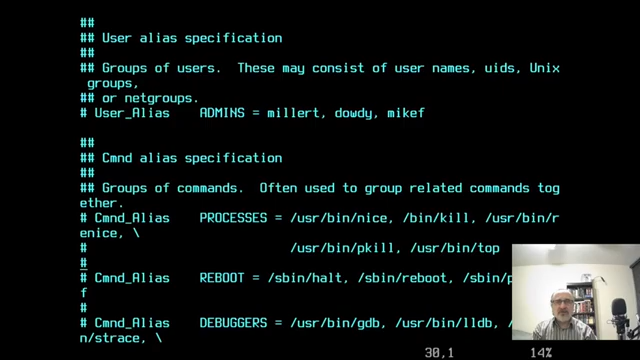 ##
## User alias specification
##
## Groups of users.  These may consist of user names, uids, Unix
 groups,
## or netgroups.
# User_Alias    ADMINS = millert, dowdy, mikef
##
## Cmnd alias specification
##
## Groups of commands.  Often used to group related commands tog
ether.
# Cmnd_Alias    PROCESSES = /usr/bin/nice, /bin/kill, /usr/bin/r
enice, \
#                           /usr/bin/pkill, /usr/bin/top
#
# Cmnd_Alias    REBOOT = /sbin/halt, /sbin/reboot,
f
#
# Cmnd_Alias    DEBUGGERS = /usr/bin/gdb, /usr/bin/lldb,
n/strace, \
30,1          14%